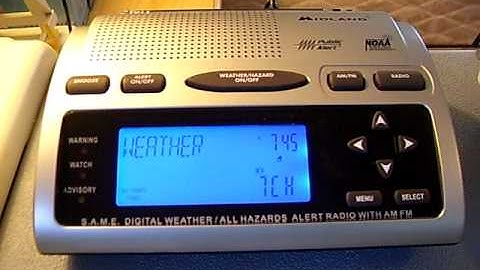 MIDLAND
Public
Alert
NOAA
SNOOZE
ALERT
ON/OFF
WEATHER/HAZARD
ON/OFF
AM/FM
RADIO
WARNING
WATCH
ADVISORY
WEATHER 7:45
7CH
MENU
SELECT
S.A.M.E. DIGITAL WEATHER/ALL HAZARDS ALERT RADIO WITH AM FM